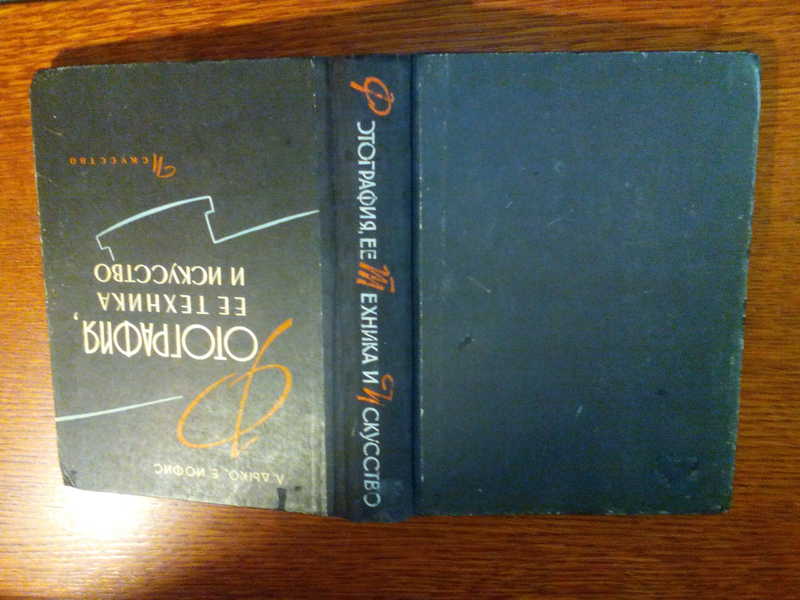 Л. ДЫКО, Е. ИОФИС
ФОТОГРАФИЯ,
ЕЕ ТЕХНИКА
И ИСКУССТВО
ИСКУССТВО
ФОТОГРАФИЯ, ЕЕ ТЕХНИКА И ИСКУССТВО